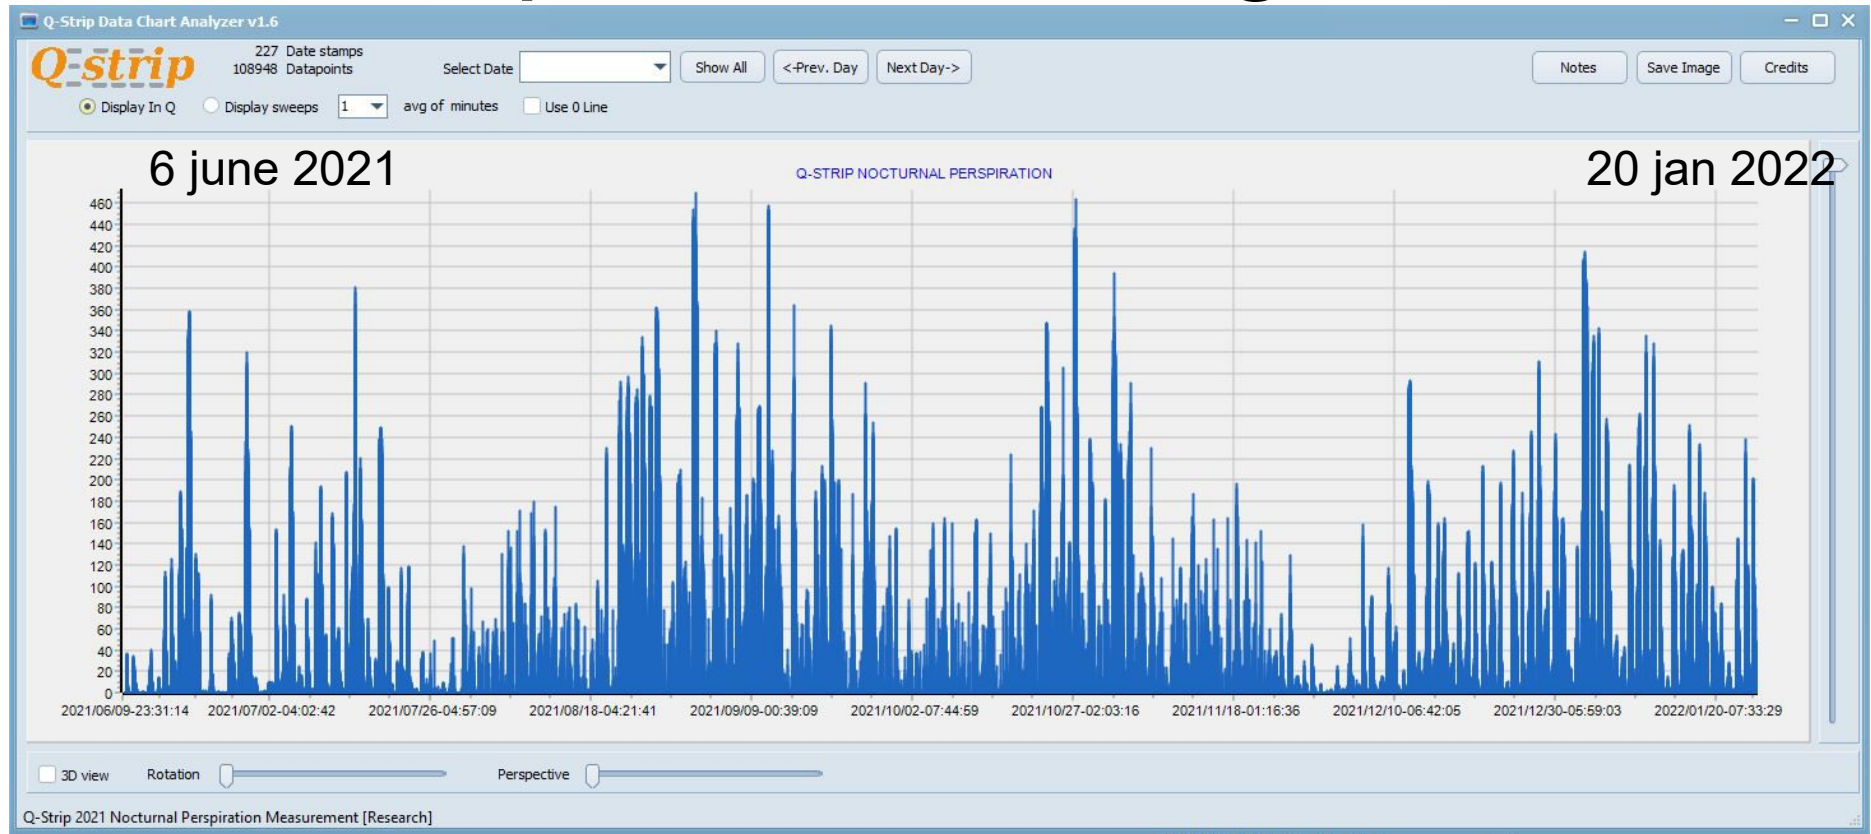 Q-Strip Data Chart Analyzer v1.6
Q-strip
227 Date stamps
108948 Datapoints
Select Date
Show All
<-Prev. Day
Next Day->
Notes
Save Image
Credits
Display In Q
Display sweeps
1
avg of minutes
Use 0 Line
6 june 2021
Q-STRIP NOCTURNAL PERSPIRATION
20 jan 2022
460
440
420
400
380
360
340
320
300
280
260
240
220
200
180
160
140
120
100
80
60
40
20
0
2021/06/09-23:31:14 2021/07/02-04:02:42 2021/07/26-04:57:09 2021/08/18-04:21:41 2021/09/09-00:39:09 2021/10/02-07:44:59 2021/10/27-02:03:16 2021/11/18-01:16:36 2021/12/10-06:42:05 2021/12/30-05:59:03 2022/01/20-07:33:29
3D view
Rotation
Perspective
Q-Strip 2021 Nocturnal Perspiration Measurement [Research]